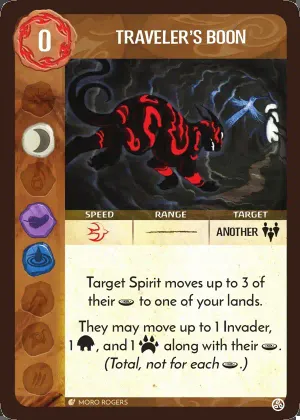 0
TRAVELER'S BOON
SPEED RANGE TARGET
ANOTHER
Target Spirit moves up to 3 of
their to one of your lands.
They may move up to 1 Invader,
1 , and 1 along with their .
(Total, not for each .)
MORO ROGERS